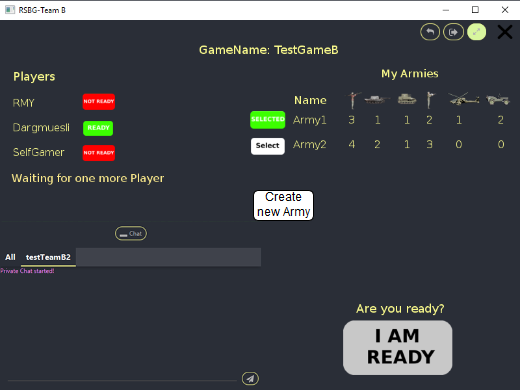 RSBG-Team B
GameName: TestGameB
Players
RMY NOT READY
Dargmuesli READY
SelfGamer NOT READY
Waiting for one more Player
My Armies
Name
SELECTED Army1 3 1 1 2 1 2
Select Army2 4 2 1 3 0 0
Create
new Army
Chat
All testTeamB2
Private Chat started!
Are you ready?
I AM
READY